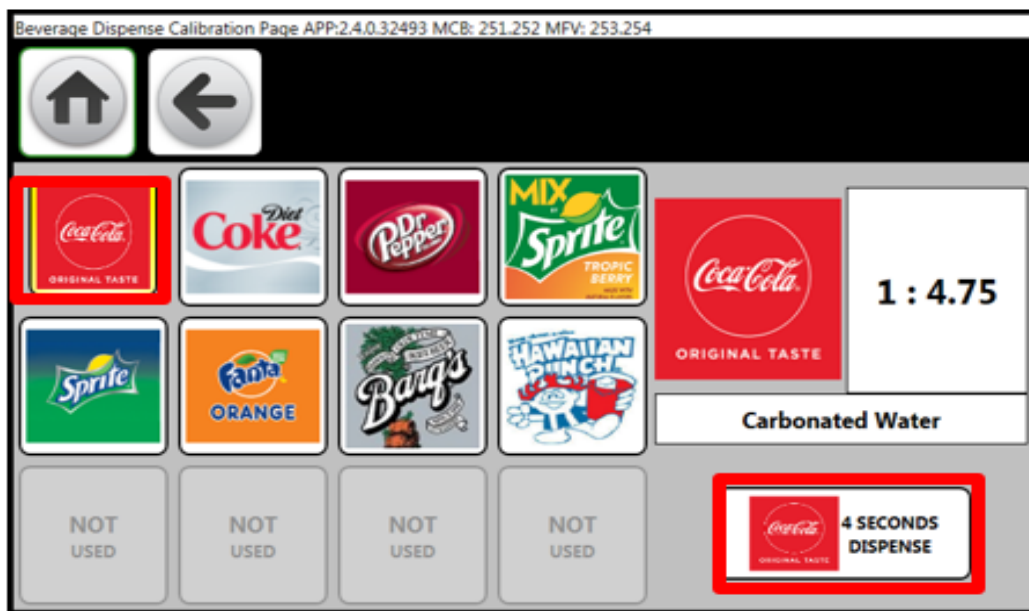 Beverage Dispense Calibration Page APP:2.4.0.32493 MCB: 251.252 MFV: 253.254
Coca-Cola
ORIGINAL TASTE
Diet
Coke
Dr
Pepper
MIX
BY
Sprite
TROPIC
BERRY
Coca-Cola
ORIGINAL TASTE
1 : 4.75
Sprite
Fanta
ORANGE
Barq's
HAWAIIAN
PUNCH
Carbonated Water
NOT
USED
NOT
USED
NOT
USED
NOT
USED
Coca-Cola
ORIGINAL TASTE
4 SECONDS
DISPENSE